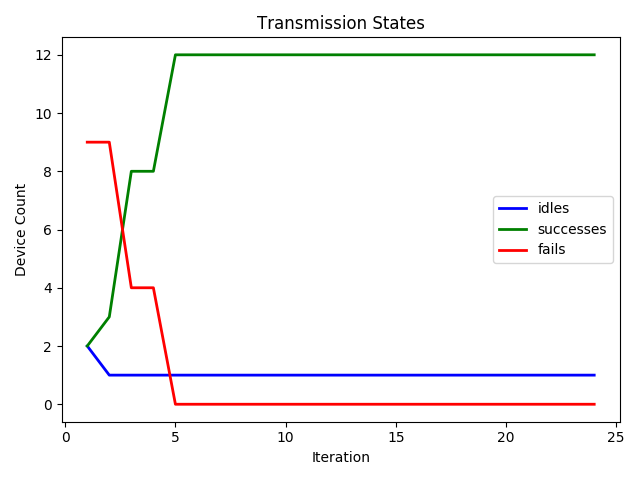 Transmission States
Device Count
12
10
8
6
4
2
0
0
5
10
15
20
25
Iteration
idles
successes
fails